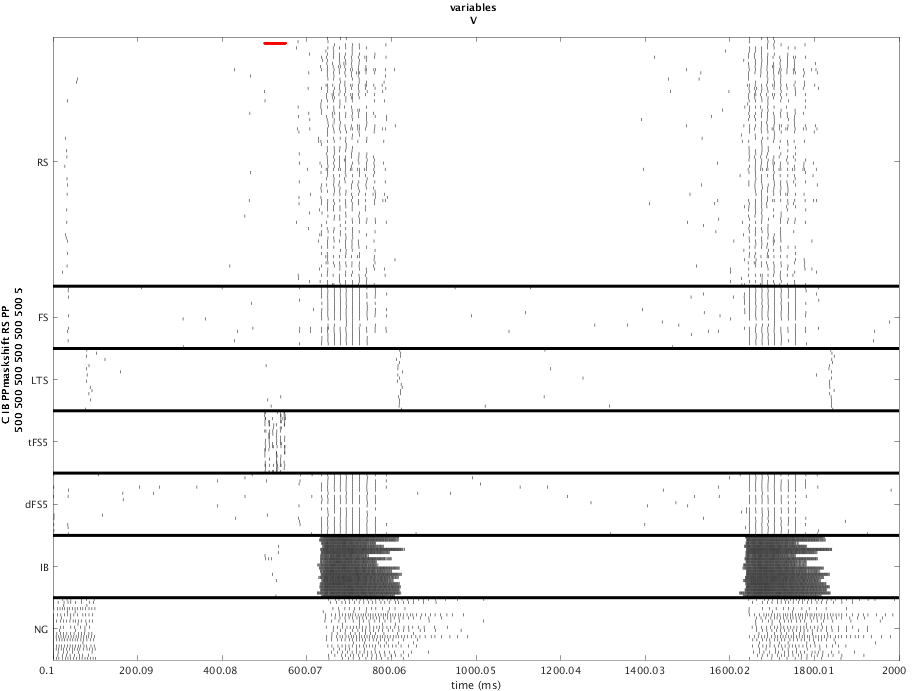 variables
V
RS
FS
LTS
tFS5
dFS5
IB
NG
C IB PPmaskshift RS PP
500 500 500 500 500 500 5
0.1 200.09 400.08 600.07 800.06 1000.05 1200.04 1400.03 1600.02 1800.01 2000
time (ms)